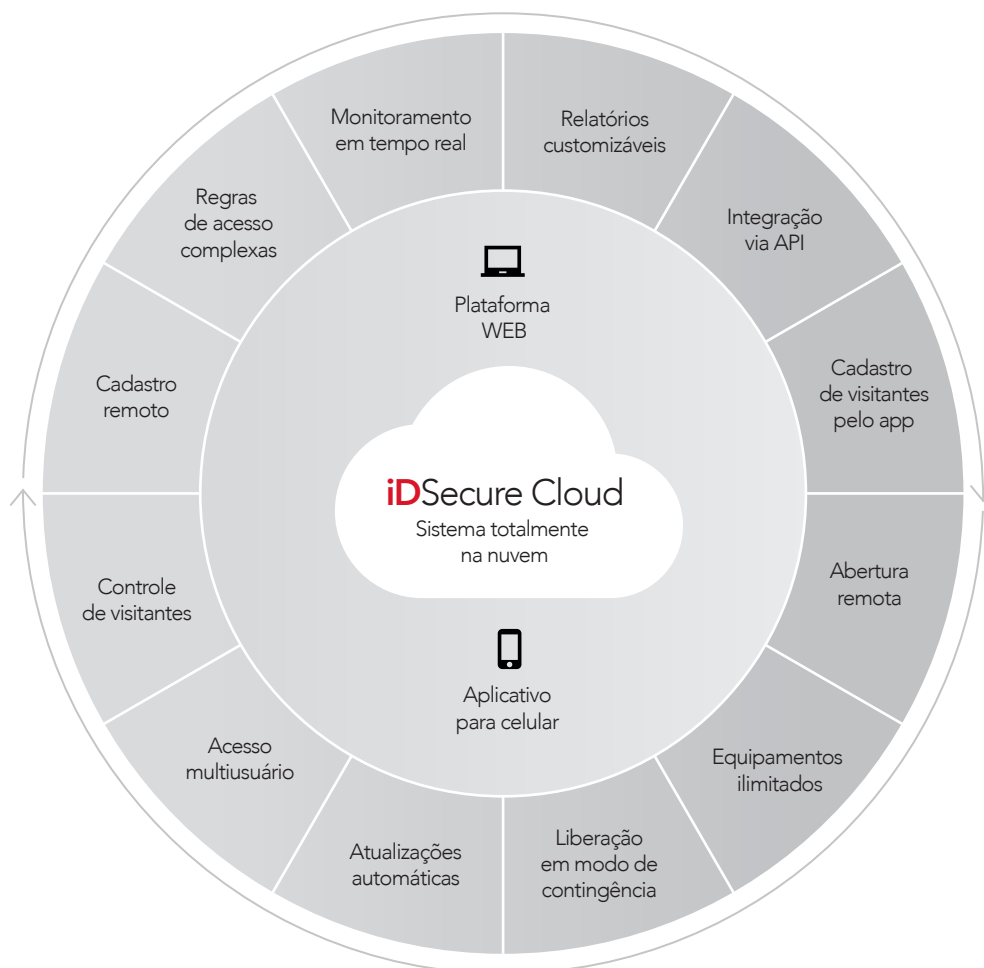 Monitoramento
em tempo real
Relatórios
customizáveis
Integração
via API
Cadastro
de visitantes
pelo app
Abertura
remota
Equipamentos
ilimitados
Liberação
em modo de
contingência
Atualizações
automáticas
Acesso
multiusuário
Controle
de visitantes
Cadastro
remoto
Regras
de acesso
complexas
Plataforma
WEB
iDSecure Cloud
Sistema totalmente
na nuvem
Aplicativo
para celular